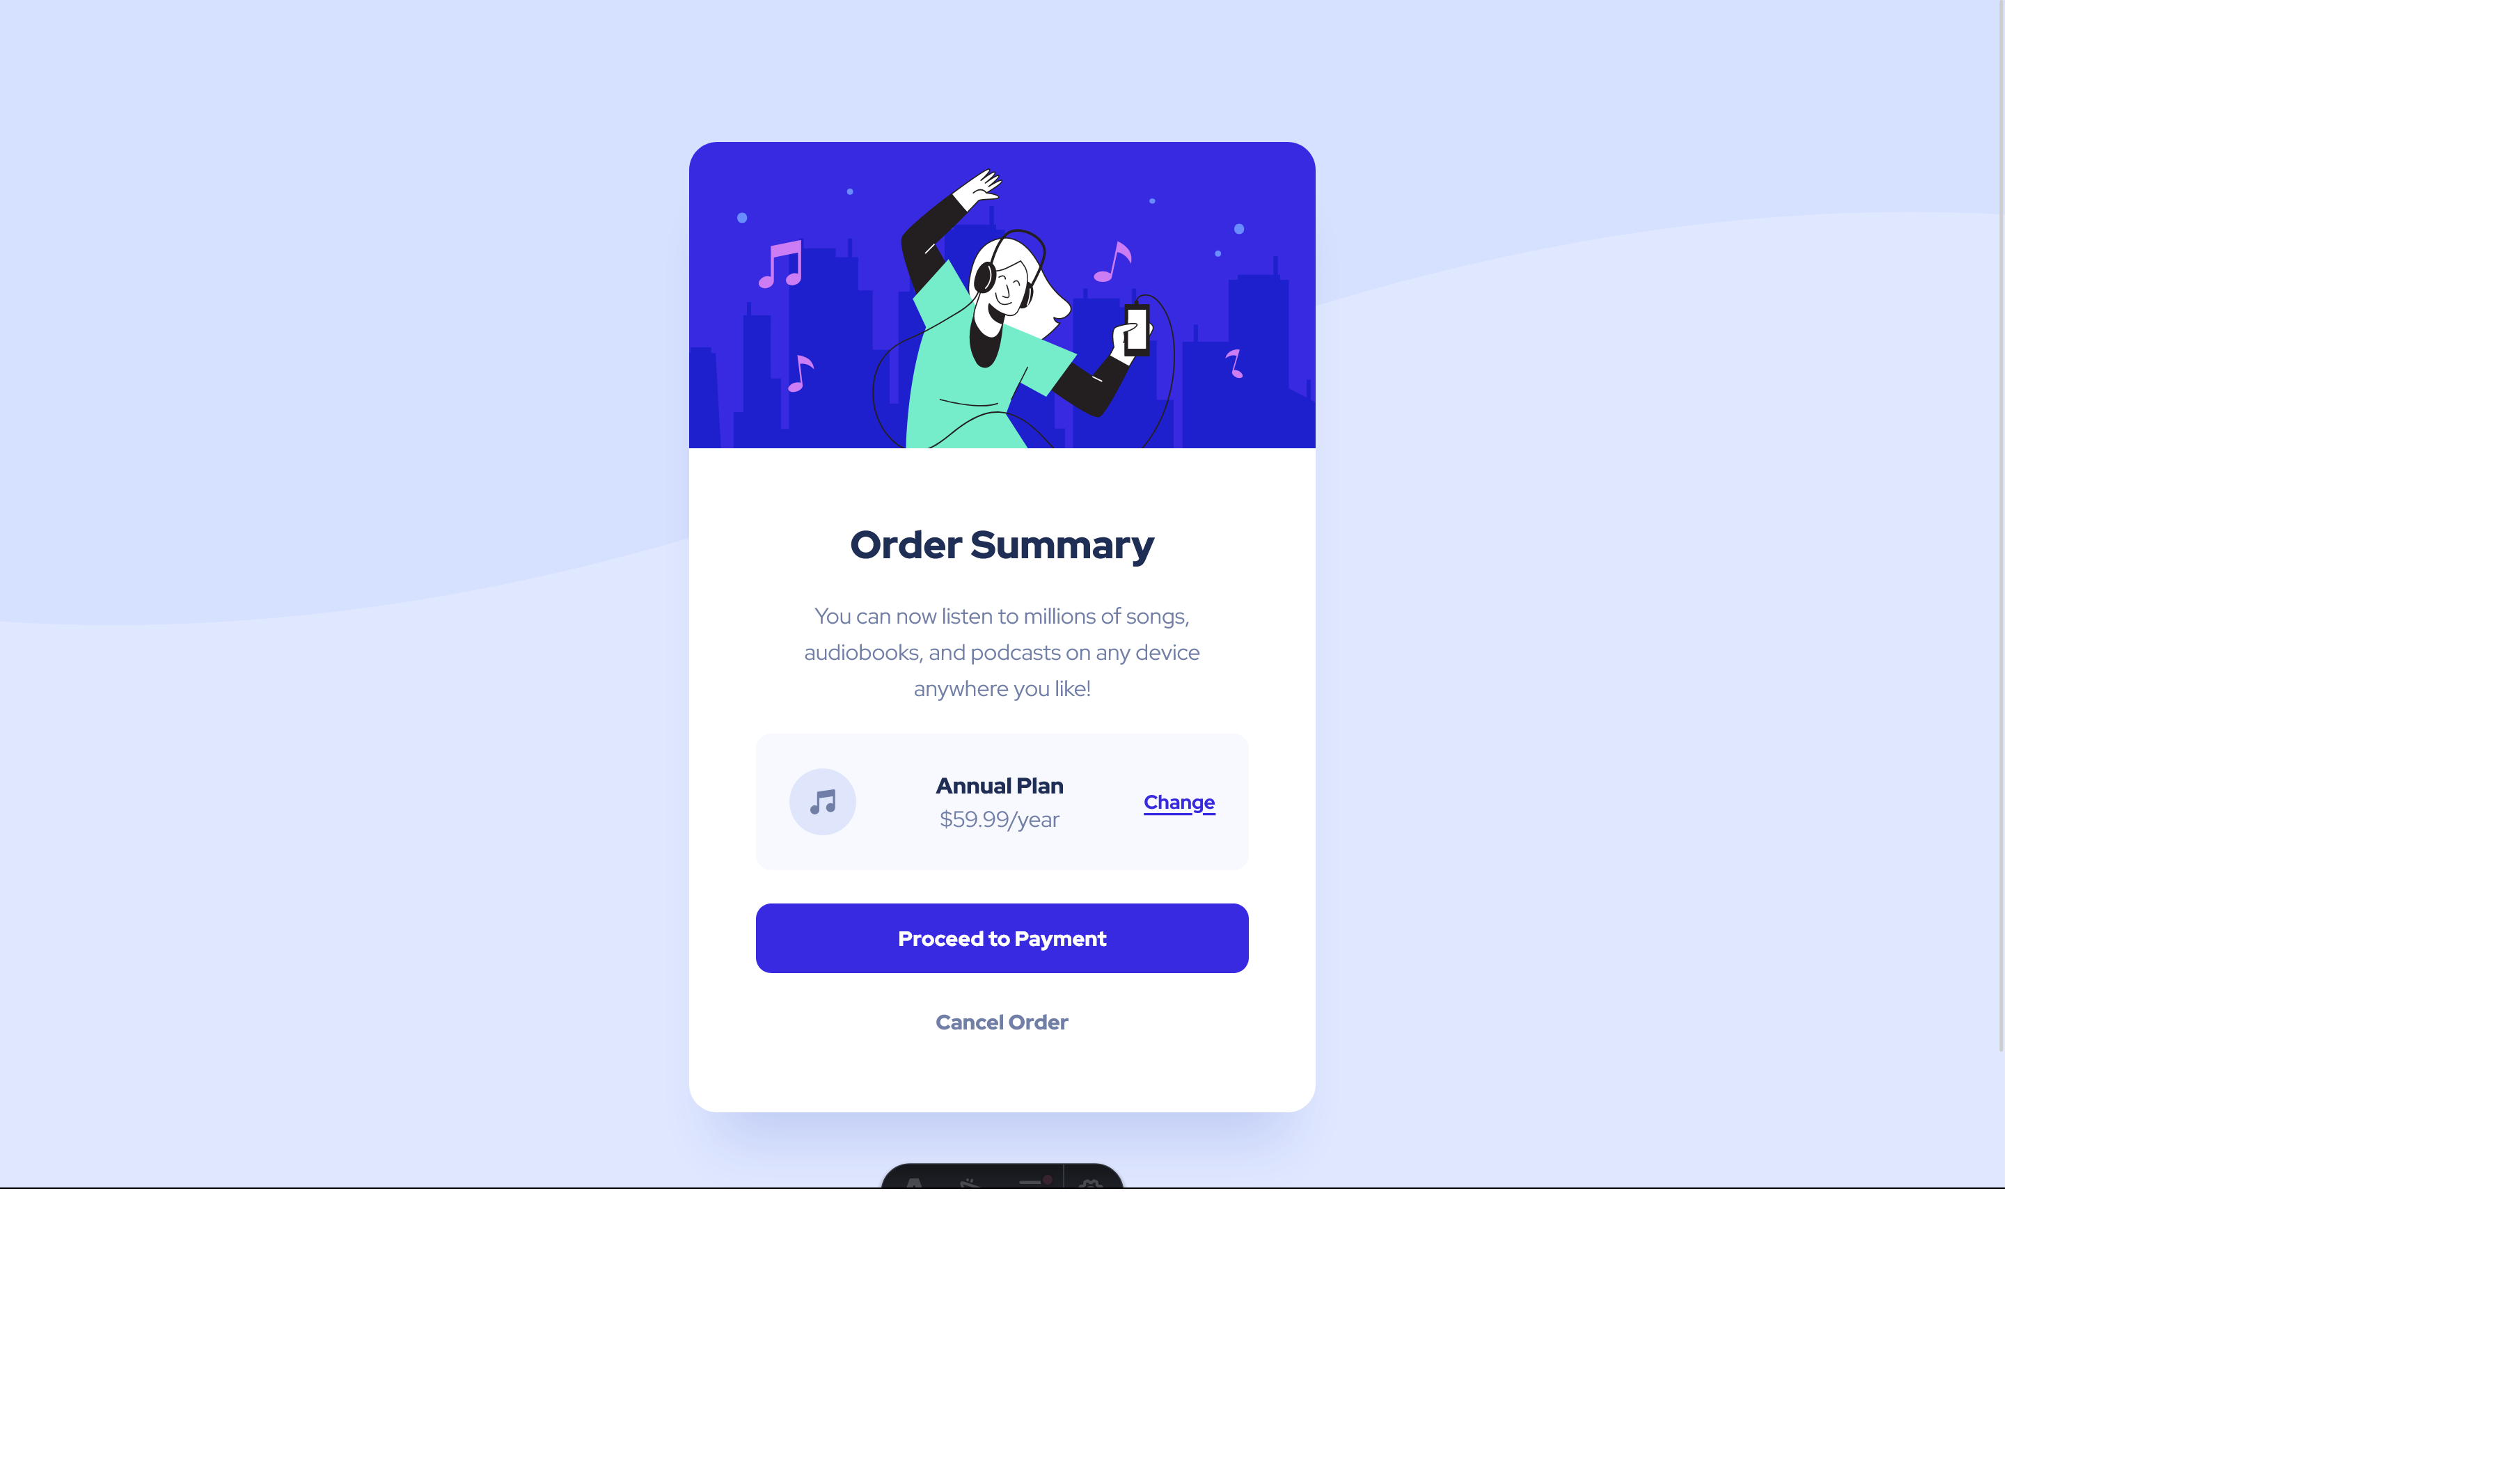 Order Summary
You can now listen to millions of songs,
audiobooks, and podcasts on any device
anywhere you like!
Annual Plan
$59.99/year
Change
Proceed to Payment
Cancel Order